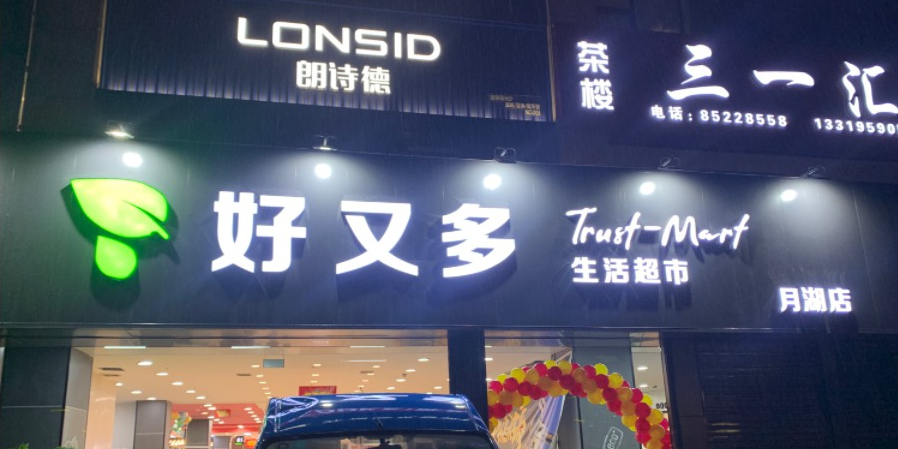 LONSID
朗诗德
茶楼
三一汇
电话：85228558
1331959
好又多
Trust-Mart
生活超市
月湖店